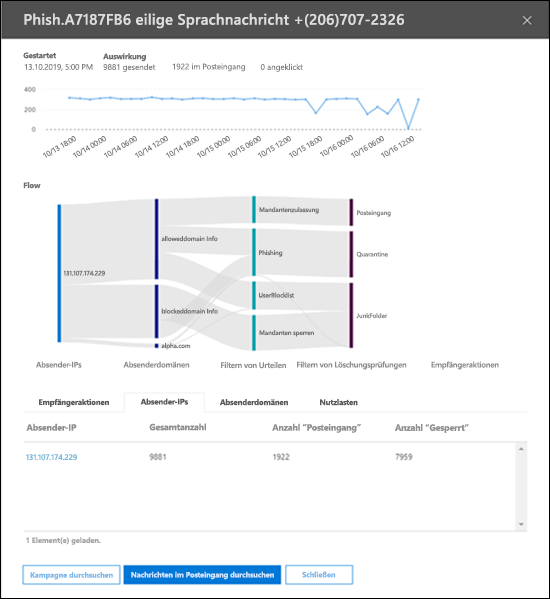 Phish.A7187FB6 eilige Sprachnachricht +(206)707-2326
Gestartet
Auswirkung
13.10.2019, 5:00 PM
9881 gesendet
1922 im Posteingang
0 angeklickt
400
200
0
10/13 18:00
10/14 00:00
10/14 06:00
10/14 12:00
10/14 18:00
10/15 00:00
10/15 06:00
10/15 12:00
10/15 18:00
10/16 00:00
10/16 06:00
10/16 12:00
Flow
131.107.174.229
alloweddomain Info
blockeddomain Info
alpha.com
Mandantenzulassung
Phishing
UserBlocklist
Mandanten sperren
Posteingang
Quarantine
JunkFolder
Absender-IPs
Absenderdomänen
Filtern von Urteilen
Filtern von Löschungsprüfungen
Empfängeraktionen
Empfängeraktionen
Absender-IPs
Absenderdomänen
Nutzlasten
Absender-IP
Gesamtanzahl
Anzahl "Posteingang"
Anzahl "Gesperrt"
131.107.174.229
9881
1922
7959
1 Element(e) geladen.
Kampagne durchsuchen
Nachrichten im Posteingang durchsuchen
Schließen